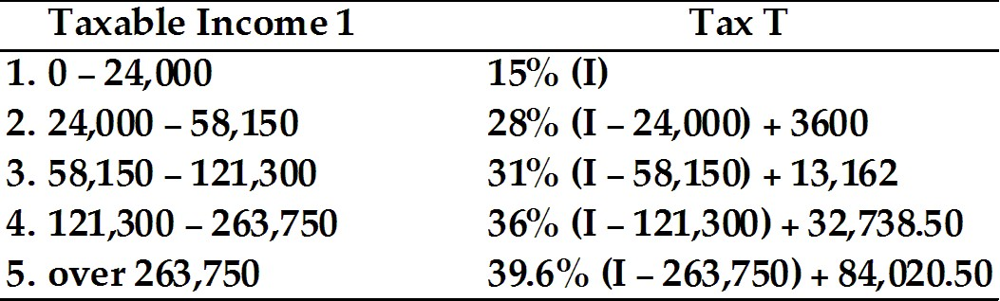 Taxable Income 1 Tax T
1. 0 – 24,000 15% (I)
2. 24,000 – 58,150 28% (I – 24,000) + 3600
3. 58,150 – 121,300 31% (I – 58,150) + 13,162
4. 121,300 – 263,750 36% (I – 121,300) + 32,738.50
5. over 263,750 39.6% (I – 263,750) + 84,020.50